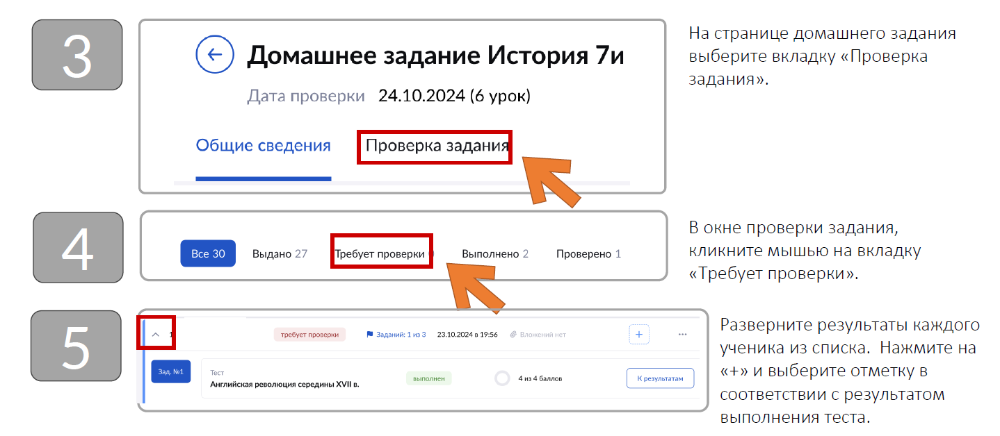 3
Домашнее задание История 7и
Дата проверки 24.10.2024 (6 урок)
Общие сведения Проверка задания
На странице домашнего задания
выберите вкладку «Проверка
задания».
4
Все 30 Выдано 27 Требует проверки Выполнено 2 Проверено 1
В окне проверки задания,
кликните мышью на вкладку
«Требует проверки».
5
1 требует проверки Заданий: 1 из 3 23.10.2024 в 19:56 Вложений нет + ...
Зад. №1
Тест
Английская революция середины XVII в.
выполнен 4 из 4 баллов К результатам
Разверните результаты каждого
ученика из списка. Нажмите на
«+» и выберите отметку в
соответствии с результатом
выполнения теста.